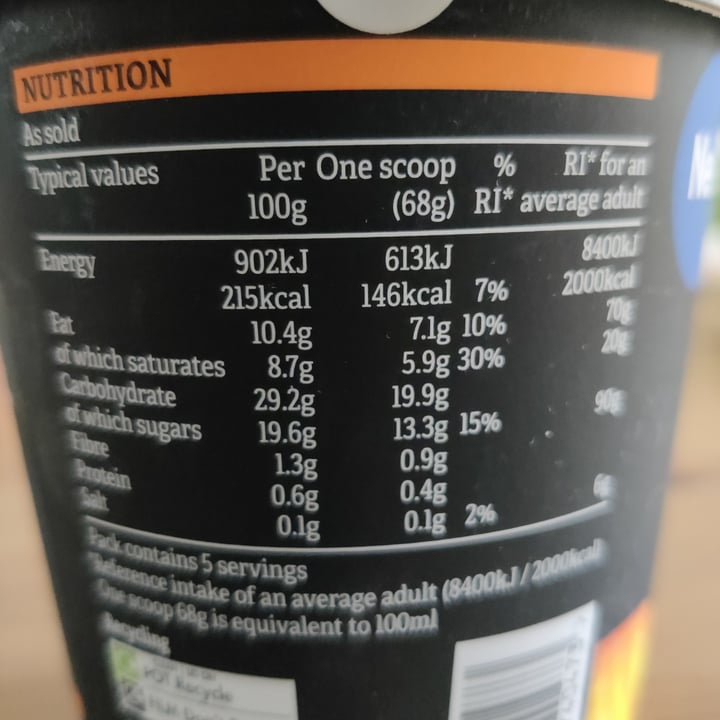 NUTRITION
As sold
Typical values Per 100g One scoop (68g) % RI* RI* for an average adult
Energy 902kJ 613kJ 8400kJ
215kcal 146kcal 7% 2000kcal
Fat 10.4g 7.1g 10% 70g
of which saturates 8.7g 5.9g 30% 20g
Carbohydrate 29.2g 19.9g
of which sugars 19.6g 13.3g 15% 90g
Fibre 1.3g 0.9g
Protein 0.6g 0.4g
Salt 0.1g 0.1g 2% 6g
Pack contains 5 servings
*Reference intake of an average adult (8400kJ / 2000kcal)
One scoop 68g is equivalent to 100ml
Recycling
Recycle